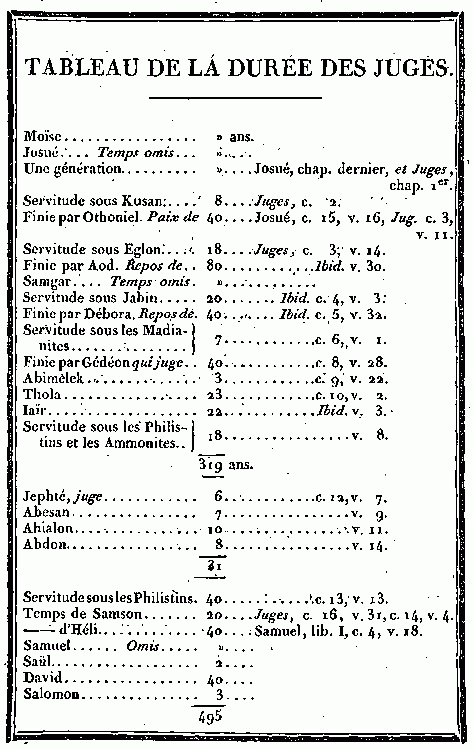 TABLEAU DE LA DURÉE DES JUGES.
Moïse................ » ans.
Josué..... Temps omis... »......
Une génération.......... ».....Josué, chap. dernier, et Juges,
chap. 1er.
Servitude sous Kusan..... 8....Juges, c. 2.
Finie par Othoniel. Paix de 40....Josué, c. 15, v. 16, Jug. c. 3,
v. 11.
Servitude sous Eglon..... 18....Juges, c. 3, v. 14.
Finie par Aod. Repos de.. 80............Ibid. v. 30.
Samgar..... Temps omis. »............
Servitude sous Jabin..... 20.......Ibid. c. 4, v. 3.
Finie par Débora, Repos de. 40.......Ibid. c. 5, v. 32.
Servitude sous les Madia-
nites............... 7............c. 6, v. 1.
Finie par Gédéon qui juge.. 40............c. 8, v. 28.
Abimélek.............. 3............c. 9, v. 22.
Thola................ 23............c. 10, v. 2.
Iaïr................. 22............Ibid. v. 3.
Servitude sous les Philis-
tins et les Ammonites.. 18................v. 8.
319 ans.
Jephté, juge............ 6............c. 12, v. 7.
Abesan............... 7................v. 9.
Ahialon............... 10................v. 11.
Abdon................ 8................v. 14.
31
Servitude sous les Philistins. 40.........c. 13, v. 13.
Temps de Samson....... 20....Juges, c. 16, v. 31, c. 14, v. 4.
—— d'Héli............ 40....Samuel, lib. I, c. 4, v. 18.
Samuel...... Omis..... »....
Saül................. 2....
David................ 40....
Salomon.............. 3....
495